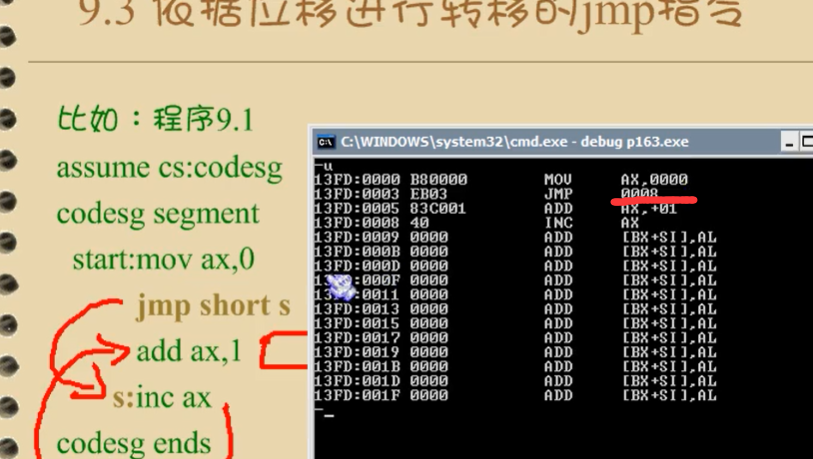 9.3 依据位移进行转移的jmp指令
比如：程序9.1
assume cs:codesg
codesg segment
start:mov ax,0
jmp short s
add ax,1
s:inc ax
codesg ends
C:\WINDOWS\system32\cmd.exe - debug p163.exe
-u
13FD:0000 B80000 MOV AX,0000
13FD:0003 EB03 JMP 0008
13FD:0005 83C001 ADD AX,+01
13FD:0008 40 INC AX
13FD:0009 0000 ADD [BX+SI],AL
13FD:000B 0000 ADD [BX+SI],AL
13FD:000D 0000 ADD [BX+SI],AL
:000F 0000 ADD [BX+SI],AL
:0011 0000 ADD [BX+SI],AL
13FD:0013 0000 ADD [BX+SI],AL
13FD:0015 0000 ADD [BX+SI],AL
13FD:0017 0000 ADD [BX+SI],AL
13FD:0019 0000 ADD [BX+SI],AL
13FD:001B 0000 ADD [BX+SI],AL
13FD:001D 0000 ADD [BX+SI],AL
13FD:001F 0000 ADD [BX+SI],AL
-